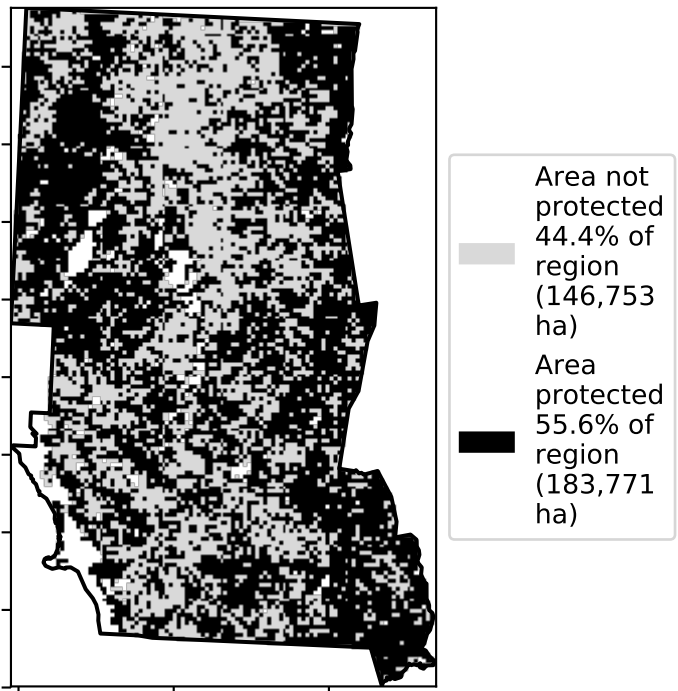 Area not
protected
44.4% of
region
(146,753
ha)
Area
protected
55.6% of
region
(183,771
ha)